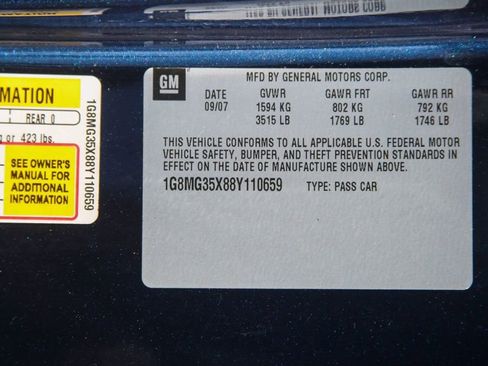 MFD BY GENERAL MOTORS CORP.
GM
DATE GVWR GAWR FRT GAWR RR
09/07 1594 KG 802 KG 792 KG
3515 LB 1769 LB 1746 LB
THIS VEHICLE CONFORMS TO ALL APPLICABLE U.S. FEDERAL MOTOR
VEHICLE SAFETY, BUMPER, AND THEFT PREVENTION STANDARDS IN
EFFECT ON THE DATE OF MANUFACTURE SHOWN ABOVE.
1G8MG35X88Y110659 TYPE: PASS CAR
REAR 0
or 423 lbs.
SEE OWNER'S
MANUAL FOR
ADDITIONAL
INFORMATION
1G8MG35X88Y110659